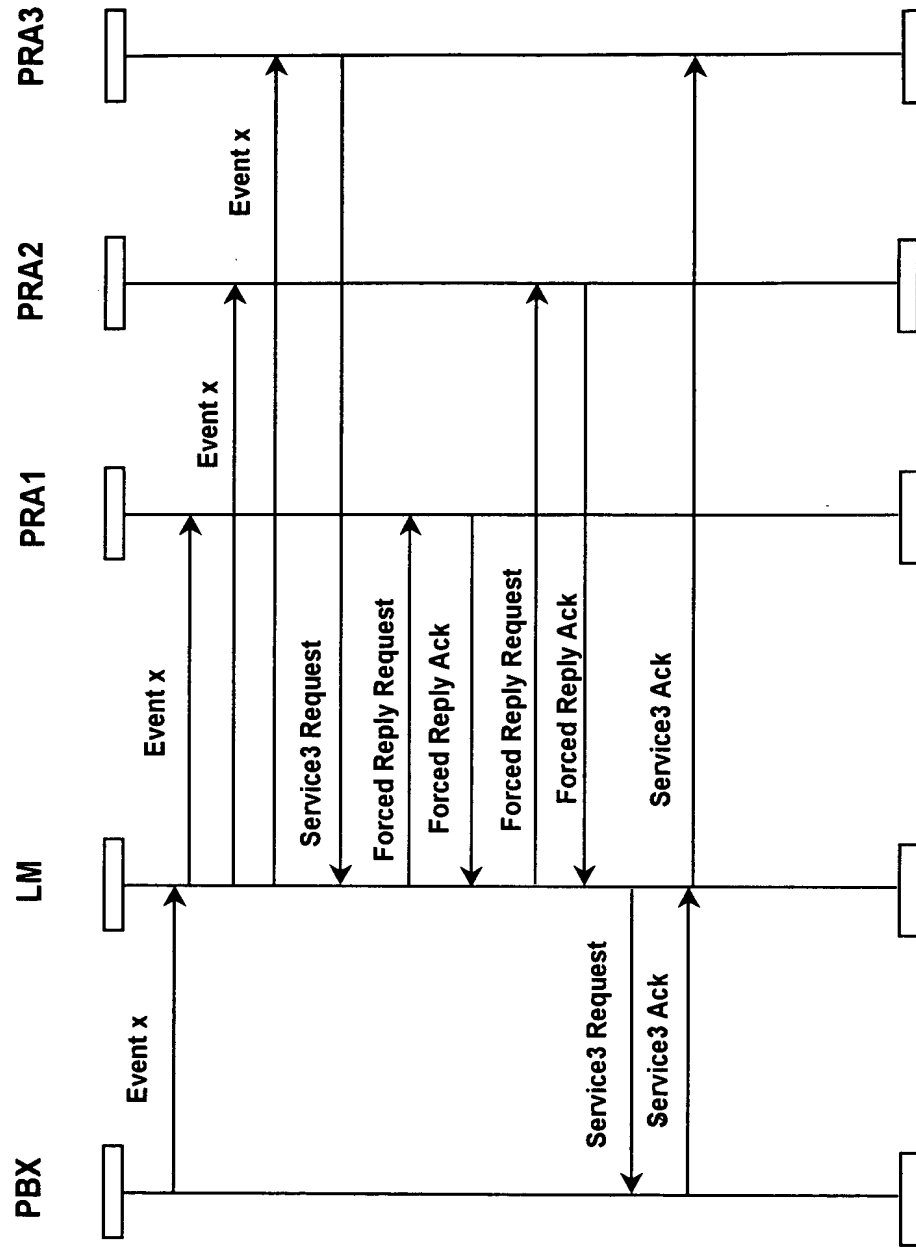 PBX
LM
PRA1
PRA2
PRA3
Event x
Event x
Event x
Event x
Service3 Request
Forced Reply Request
Forced Reply Ack
Forced Reply Request
Forced Reply Ack
Service3 Request
Service3 Ack
Service3 Ack